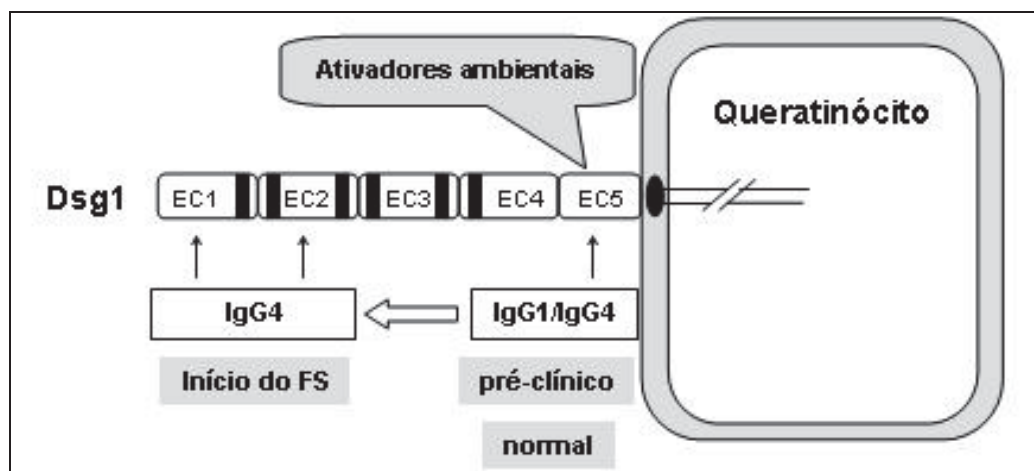 Ativadores ambientais
Queratinócito
Dsg1 EC1 EC2 EC3 EC4 EC5
IgG4 IgG1/IgG4
Início do FS pré-clínico
normal